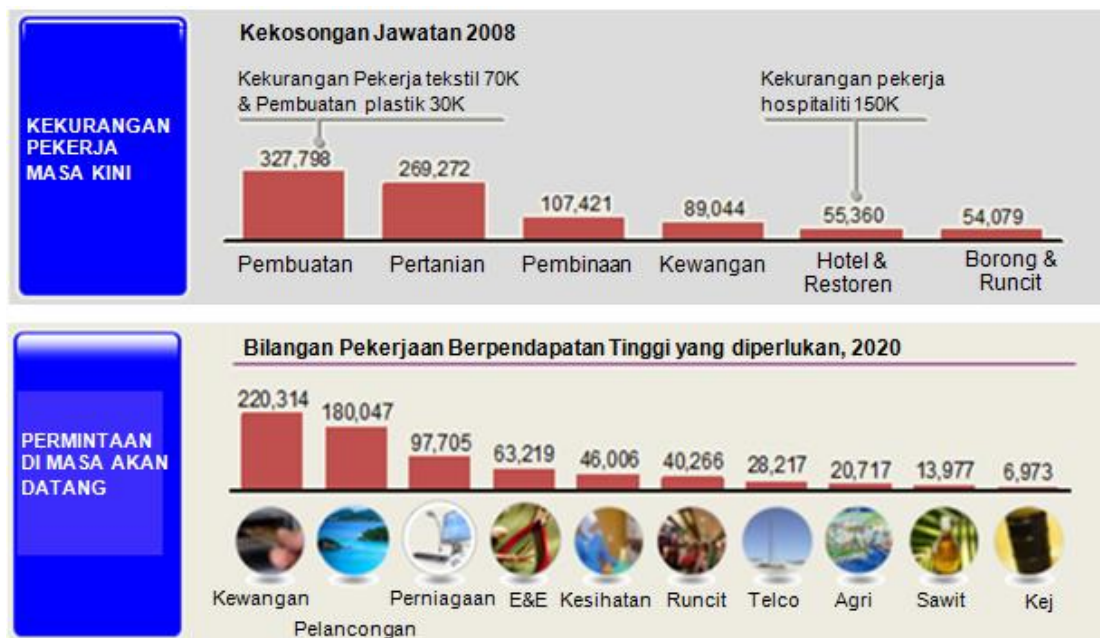 KEKURANGAN
PEKERJA
MASA KINI
Kekosongan Jawatan 2008
Kekurangan Pekerja tekstil 70K
& Pembuatan plastik 30K
Kekurangan pekerja
hospitaliti 150K
327,798
269,272
107,421
89,044
55,360
54,079
Pembuatan
Pertanian
Pembinaan
Kewangan
Hotel &
Restoren
Borong &
Runcit
PERMINTAAN
DI MASA AKAN
DATANG
Bilangan Pekerjaan Berpendapatan Tinggi yang diperlukan, 2020
220,314
180,047
97,705
63,219
46,006
40,266
28,217
20,717
13,977
6,973
Kewangan
Pelancongan
Perniagaan
E&E
Kesihatan
Runcit
Telco
Agri
Sawit
Kej